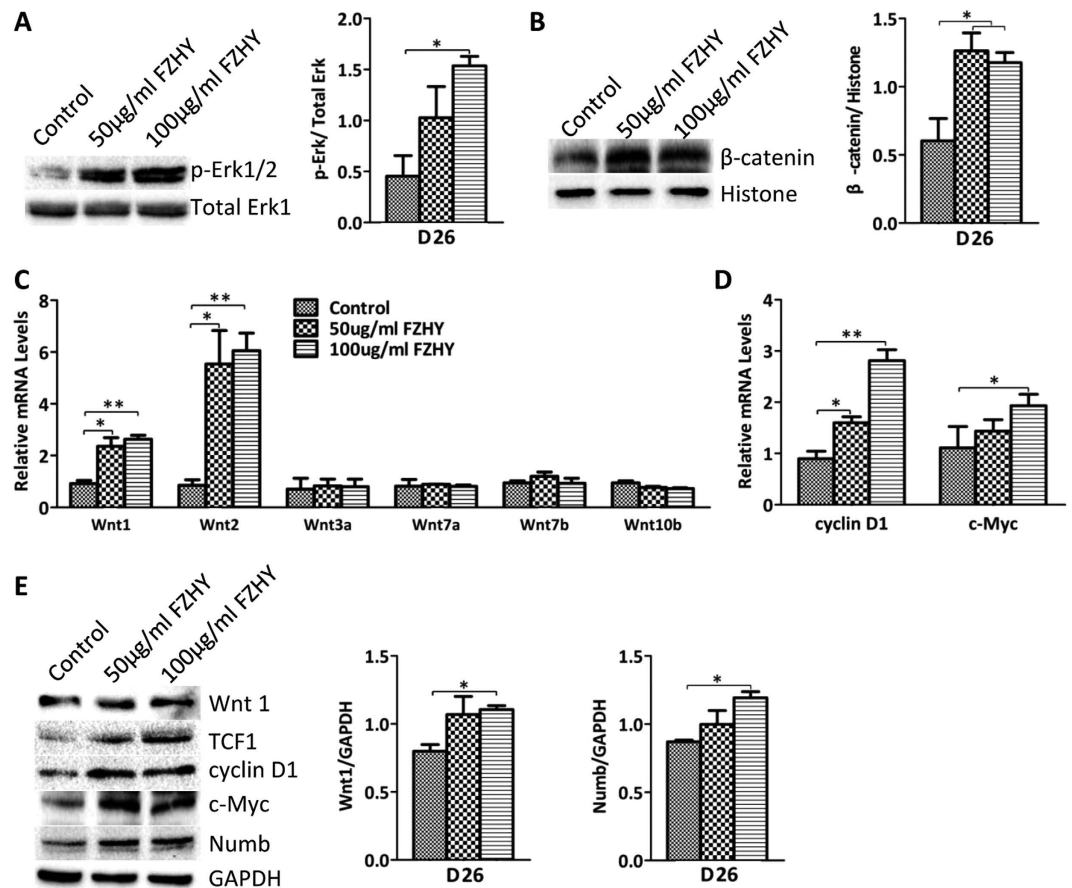 A
Control
50µg/ml FZHY
100µg/ml FZHY
p-Erk1/2
Total Erk1
p-Erk/ Total Erk
2.0
1.5
1.0
0.5
0.0
*
D26
B
Control
50µg/ml FZHY
100µg/ml FZHY
β-catenin
Histone
β -catenin/ Histone
1.5
1.0
0.5
0.0
*
D26
C
Relative mRNA Levels
8
6
4
2
0
* **
* **
Control
50ug/ml FZHY
100ug/ml FZHY
Wnt1 Wnt2 Wnt3a Wnt7a Wnt7b Wnt10b
D
Relative mRNA Levels
4
3
2
1
0
* **
*
cyclin D1 c-Myc
E
Control
50µg/ml FZHY
100µg/ml FZHY
Wnt 1
TCF1
cyclin D1
c-Myc
Numb
GAPDH
Wnt1/GAPDH
1.5
1.0
0.5
0.0
*
D26
Numb/GAPDH
1.5
1.0
0.5
0.0
*
D26